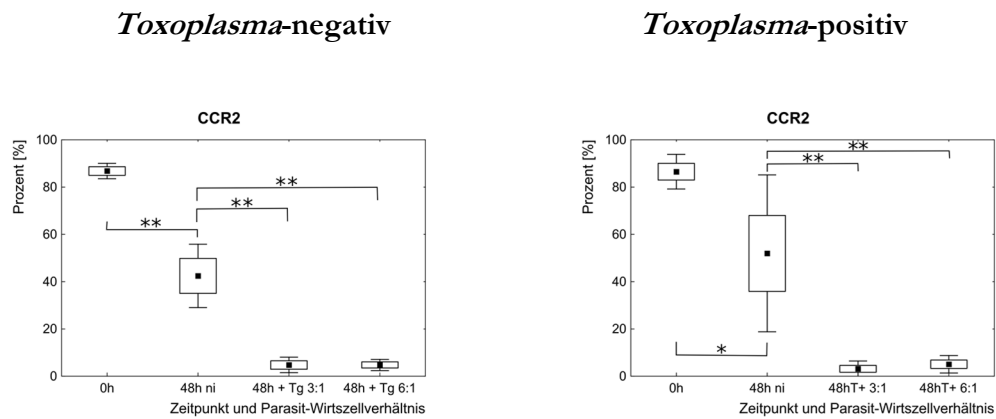 Toxoplasma-negativ
Toxoplasma-positiv
CCR2
Prozent [%]
100
80
60
40
20
0
**
**
**
0h
48h ni
48h + Tg 3:1
48h + Tg 6:1
Zeitpunkt und Parasit-Wirtszellverhältnis
CCR2
Prozent [%]
100
80
60
40
20
0
**
**
*
0h
48h ni
48hT+ 3:1
48hT+ 6:1
Zeitpunkt und Parasit-Wirtszellverhältnis